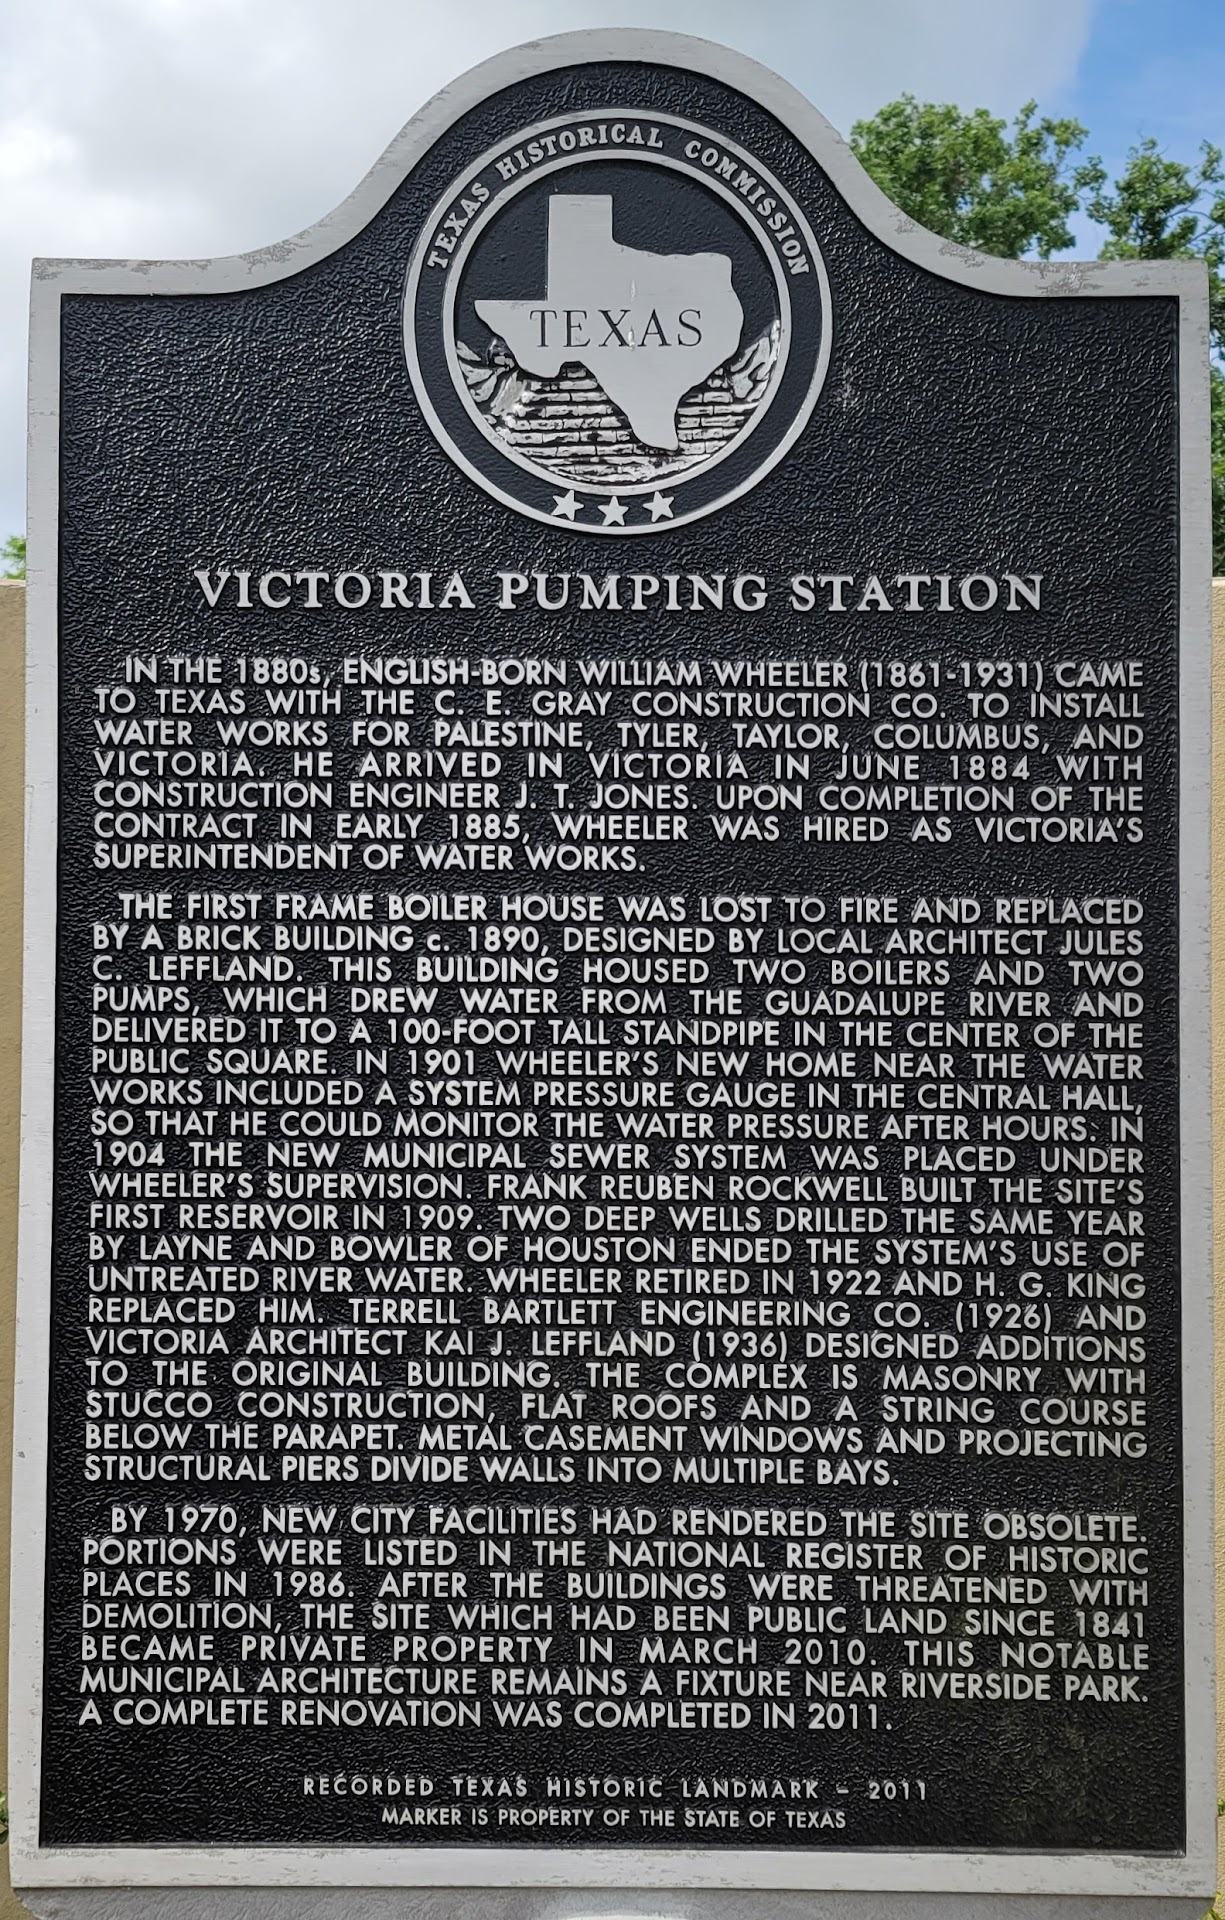 TEXAS HISTORICAL COMMISSION
TEXAS
VICTORIA PUMPING STATION
IN THE 1880s, ENGLISH-BORN WILLIAM WHEELER (1861-1931) CAME
TO TEXAS WITH THE C. E. GRAY CONSTRUCTION CO. TO INSTALL
WATER WORKS FOR PALESTINE, TYLER, TAYLOR, COLUMBUS, AND
VICTORIA. HE ARRIVED IN VICTORIA IN JUNE 1884 WITH
CONSTRUCTION ENGINEER J. T. JONES. UPON COMPLETION OF THE
CONTRACT IN EARLY 1885, WHEELER WAS HIRED AS VICTORIA'S
SUPERINTENDENT OF WATER WORKS.
THE FIRST FRAME BOILER HOUSE WAS LOST TO FIRE AND REPLACED
BY A BRICK BUILDING c. 1890, DESIGNED BY LOCAL ARCHITECT JULES
C. LEFFLAND. THIS BUILDING HOUSED TWO BOILERS AND TWO
PUMPS, WHICH DREW WATER FROM THE GUADALUPE RIVER AND
DELIVERED IT TO A 100-FOOT TALL STANDPIPE IN THE CENTER OF THE
PUBLIC SQUARE. IN 1901 WHEELER'S NEW HOME NEAR THE WATER
WORKS INCLUDED A SYSTEM PRESSURE GAUGE IN THE CENTRAL HALL,
SO THAT HE COULD MONITOR THE WATER PRESSURE AFTER HOURS. IN
1904 THE NEW MUNICIPAL SEWER SYSTEM WAS PLACED UNDER
WHEELER'S SUPERVISION. FRANK REUBEN ROCKWELL BUILT THE SITE'S
FIRST RESERVOIR IN 1909. TWO DEEP WELLS DRILLED THE SAME YEAR
BY LAYNE AND BOWLER OF HOUSTON ENDED THE SYSTEM'S USE OF
UNTREATED RIVER WATER. WHEELER RETIRED IN 1922 AND H. G. KING
REPLACED HIM. TERRELL BARTLETT ENGINEERING CO. (1926) AND
VICTORIA ARCHITECT KAI J. LEFFLAND (1936) DESIGNED ADDITIONS
TO THE ORIGINAL BUILDING. THE COMPLEX IS MASONRY WITH
STUCCO CONSTRUCTION, FLAT ROOFS AND A STRING COURSE
BELOW THE PARAPET. METAL CASEMENT WINDOWS AND PROJECTING
STRUCTURAL PIERS DIVIDE WALLS INTO MULTIPLE BAYS.
BY 1970, NEW CITY FACILITIES HAD RENDERED THE SITE OBSOLETE.
PORTIONS WERE LISTED IN THE NATIONAL REGISTER OF HISTORIC
PLACES IN 1986. AFTER THE BUILDINGS WERE THREATENED WITH
DEMOLITION, THE SITE WHICH HAD BEEN PUBLIC LAND SINCE 1841
BECAME PRIVATE PROPERTY IN MARCH 2010. THIS NOTABLE
MUNICIPAL ARCHITECTURE REMAINS A FIXTURE NEAR RIVERSIDE PARK.
A COMPLETE RENOVATION WAS COMPLETED IN 2011.
RECORDED TEXAS HISTORIC LANDMARK – 2011
MARKER IS PROPERTY OF THE STATE OF TEXAS